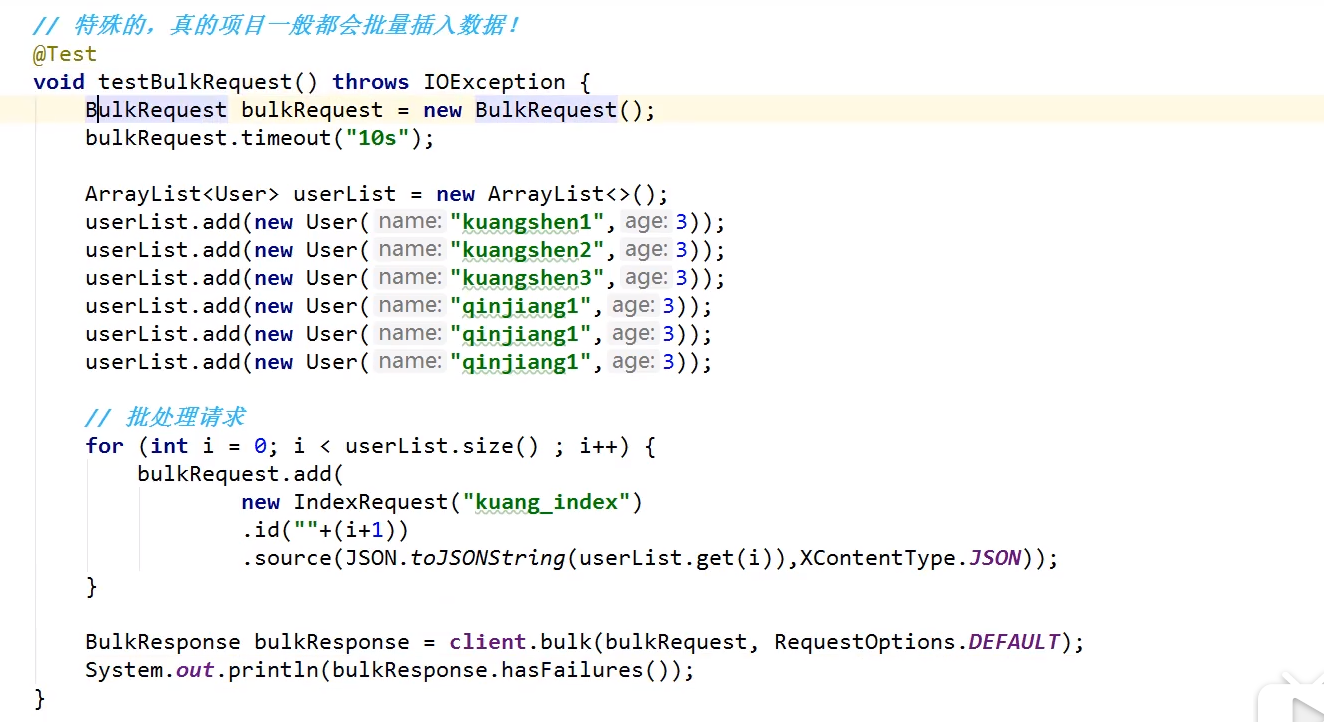 // 特殊的，真的项目一般都会批量插入数据！
@Test
void testBulkRequest() throws IOException {
    BulkRequest bulkRequest = new BulkRequest();
    bulkRequest.timeout("10s");

    ArrayList<User> userList = new ArrayList<>();
    userList.add(new User( name: "kuangshen1", age: 3));
    userList.add(new User( name: "kuangshen2", age: 3));
    userList.add(new User( name: "kuangshen3", age: 3));
    userList.add(new User( name: "qinjiang1", age: 3));
    userList.add(new User( name: "qinjiang1", age: 3));
    userList.add(new User( name: "qinjiang1", age: 3));

    // 批处理请求
    for (int i = 0; i < userList.size() ; i++) {
        bulkRequest.add(
                new IndexRequest("kuang_index")
                .id(""+(i+1))
                .source(JSON.toJSONString(userList.get(i)),XContentType.JSON));
    }

    BulkResponse bulkResponse = client.bulk(bulkRequest, RequestOptions.DEFAULT);
    System.out.println(bulkResponse.hasFailures());
}